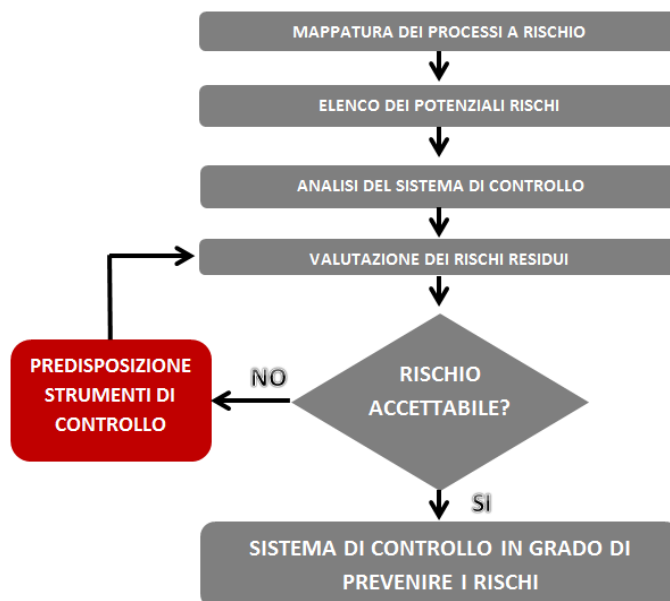 MAPPATURA DEI PROCESSI A RISCHIO
ELENCO DEI POTENZIALI RISCHI
ANALISI DEL SISTEMA DI CONTROLLO
VALUTAZIONE DEI RISCHI RESIDUI
PREDISPOSIZIONE
STRUMENTI DI
CONTROLLO
NO
RISCHIO
ACCETTABILE?
SI
SISTEMA DI CONTROLLO IN GRADO DI
PREVENIRE I RISCHI